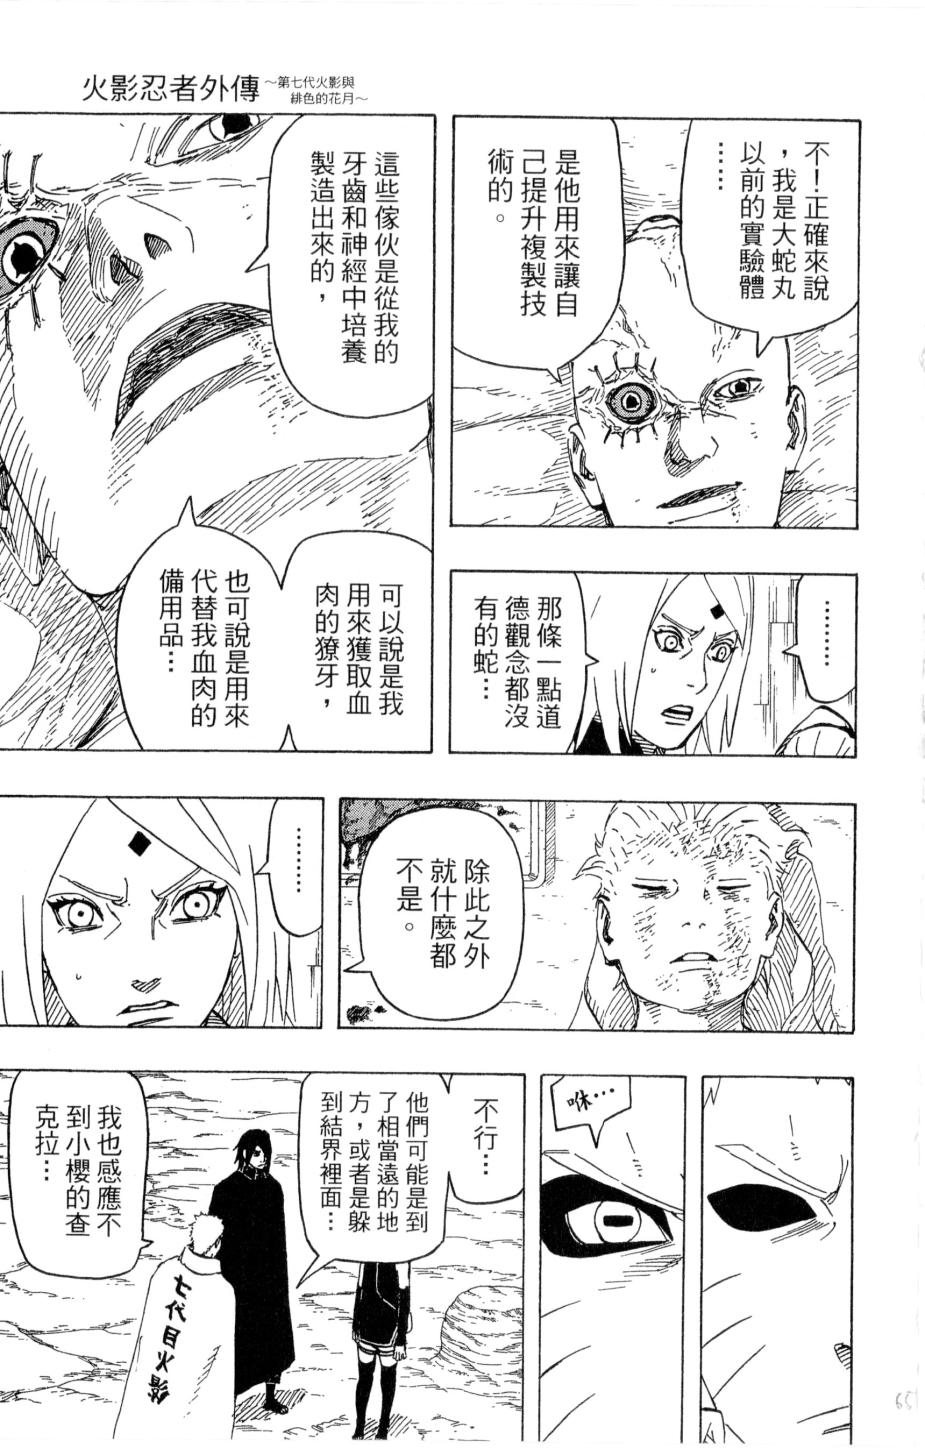 火影忍者外傳
～第七代火影與
緋色的花月～
不！正確來說
，我是大蛇丸
以前的實驗體
……
是他用來讓自
己提升複製技
術的。
這些傢伙是從我的
牙齒和神經中培養
製造出來的，
可以說是我
用來獲取血
肉的獠牙，
也可說是用來
代替我血肉的
備用品…
………
那條一點道
德觀念都沒
有的蛇…
除此之外
就什麼都
不是。
………
咻…
不行…
他們可能是到
了相當遠的地
方，或者是躲
到結界裡面…
我也感應不
到小櫻的查
克拉…
七代目火影
65